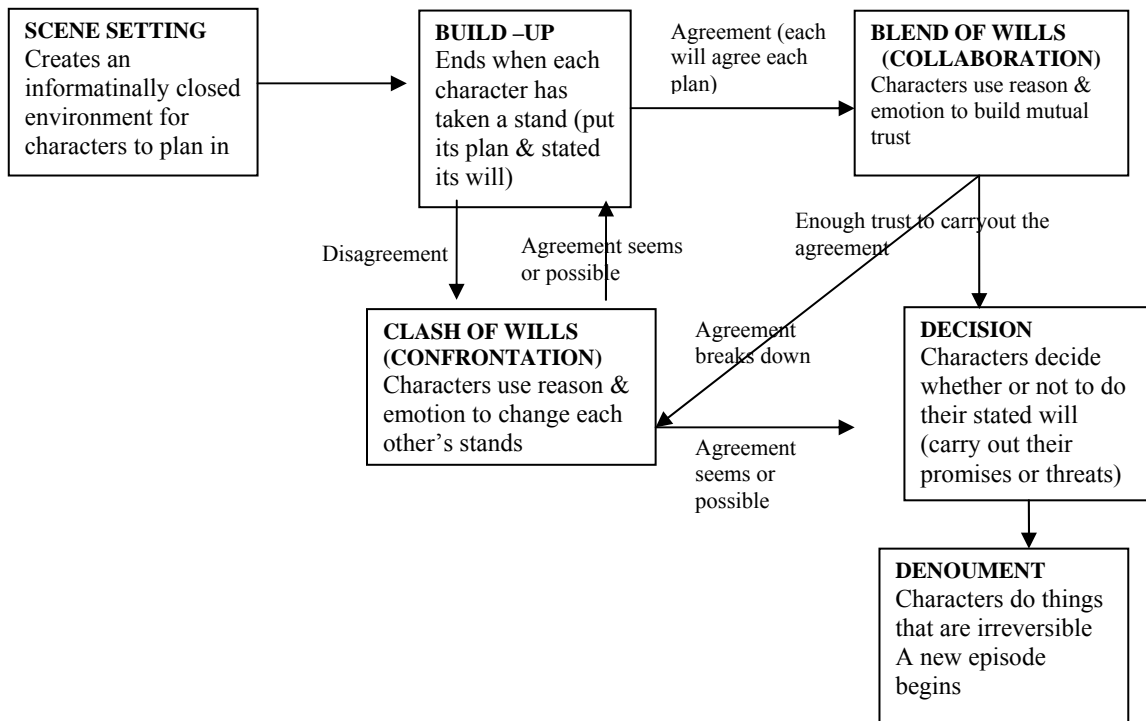 SCENE SETTING
Creates an
informatinally closed
environment for
characters to plan in
BUILD –UP
Ends when each
character has
taken a stand (put
its plan & stated
its will)
Agreement (each
will agree each
plan)
BLEND OF WILLS
(COLLABORATION)
Characters use reason &
emotion to build mutual
trust
Disagreement
Agreement seems
or possible
Enough trust to carryout the
agreement
CLASH OF WILLS
(CONFRONTATION)
Characters use reason &
emotion to change each
other’s stands
Agreement
breaks down
Agreement
seems or
possible
DECISION
Characters decide
whether or not to do
their stated will
(carry out their
promises or threats)
DENOUMENT
Characters do things
that are irreversible
A new episode
begins